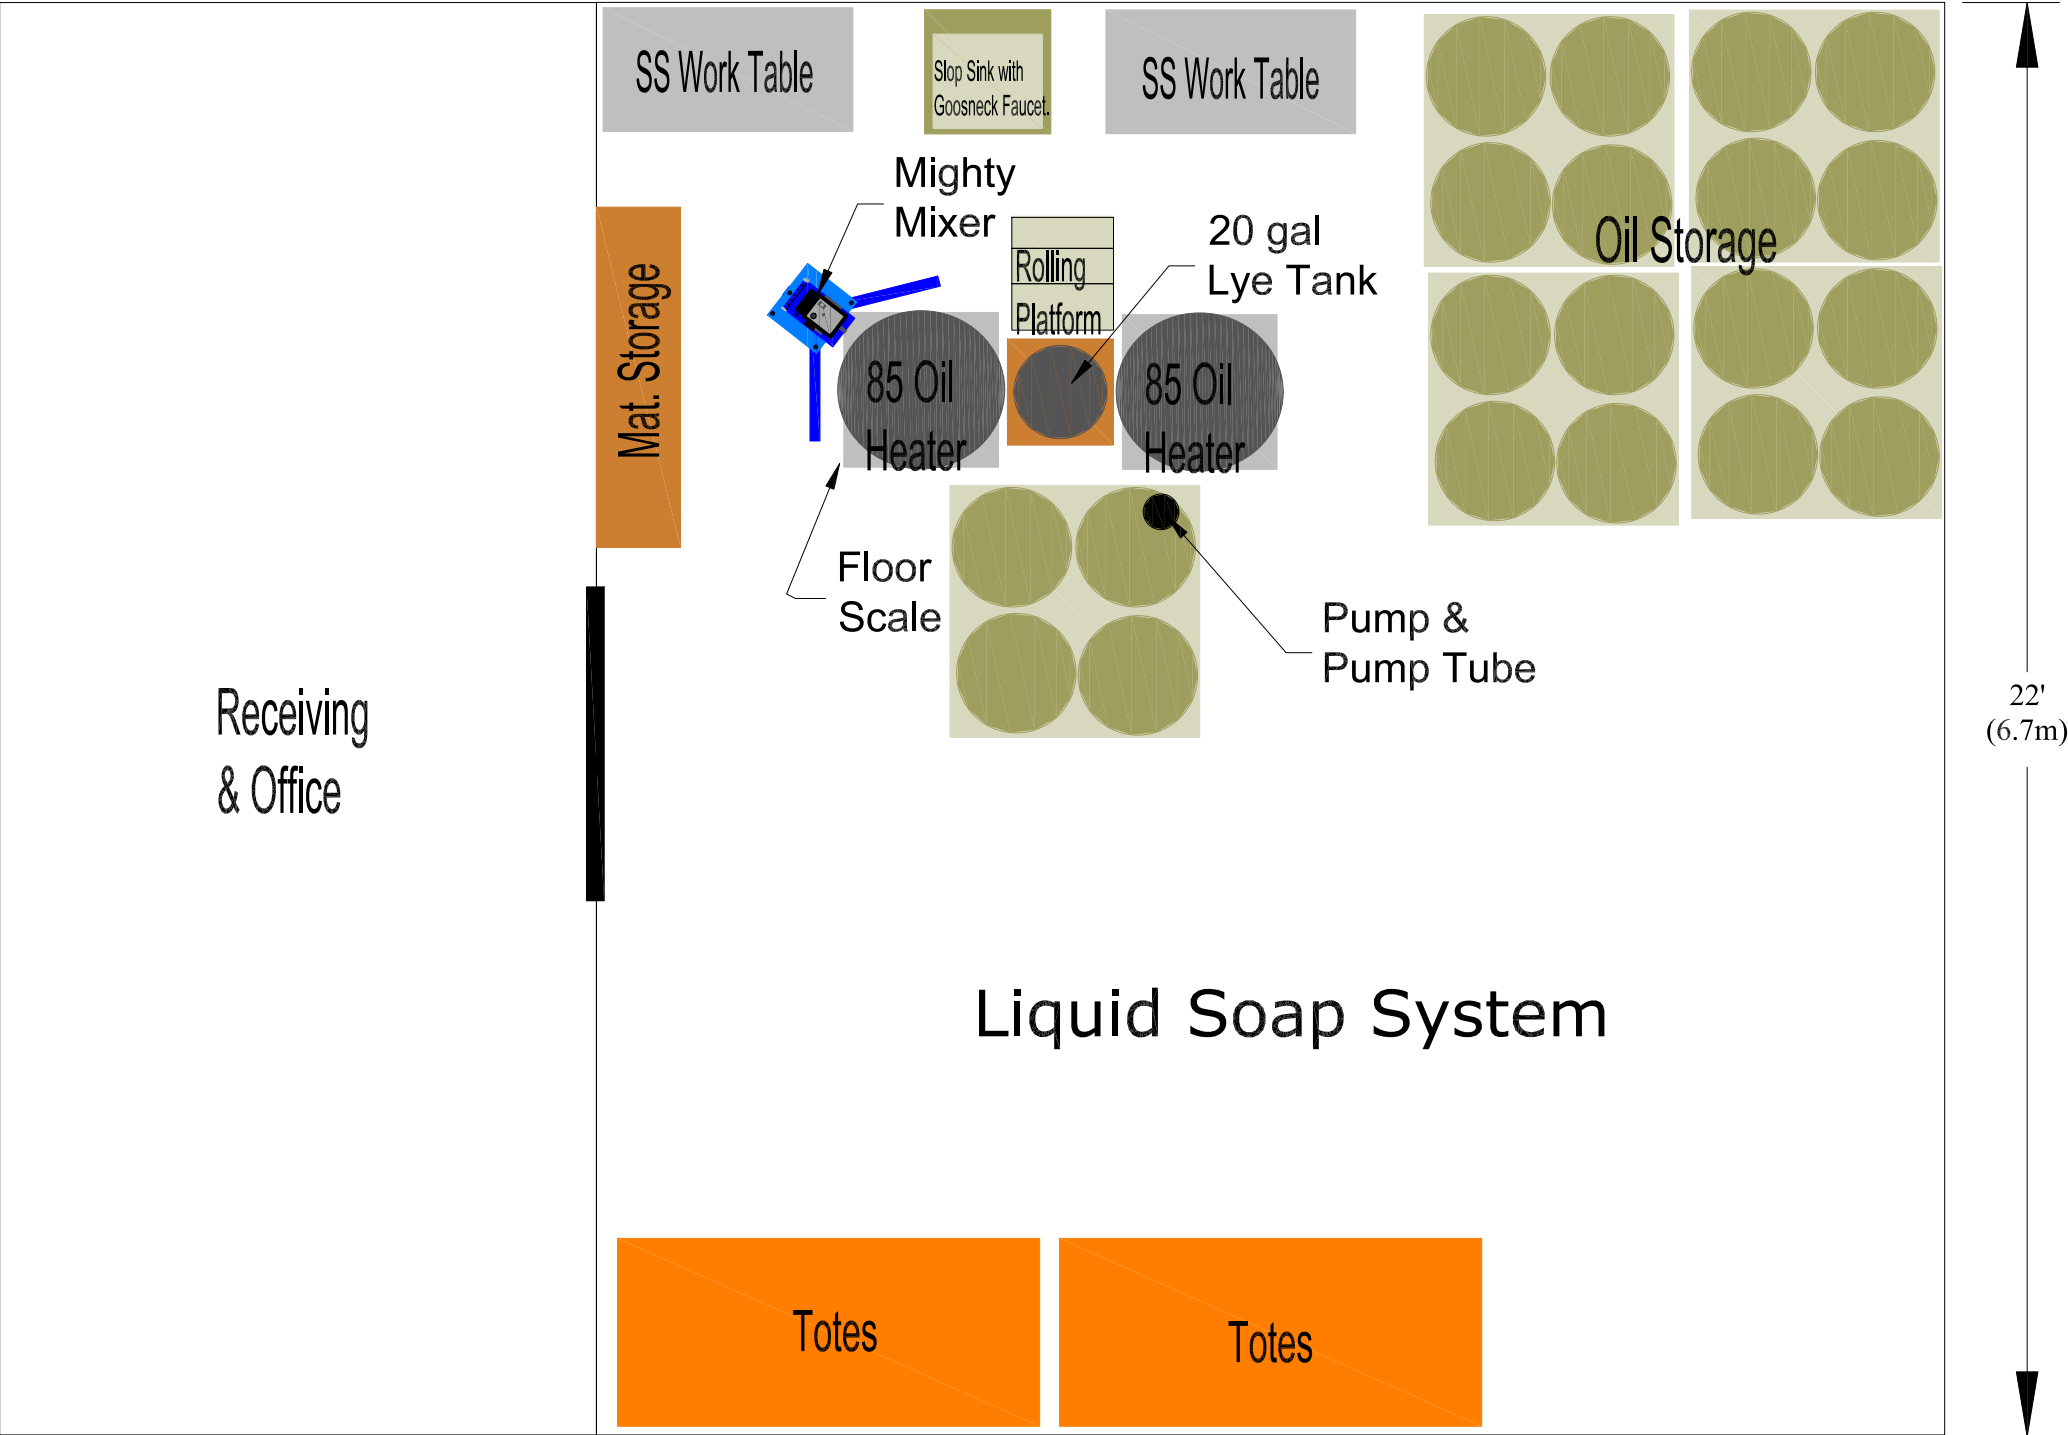 SS Work Table
Slop Sink with
Goosneck Faucet.
SS Work Table
Mighty
Mixer
Rolling
Platform
20 gal
Lye Tank
Oil Storage
Mat. Storage
85 Oil
Heater
85 Oil
Heater
Floor
Scale
Pump &
Pump Tube
Receiving
& Office
22'
(6.7m)
Liquid Soap System
Totes
Totes